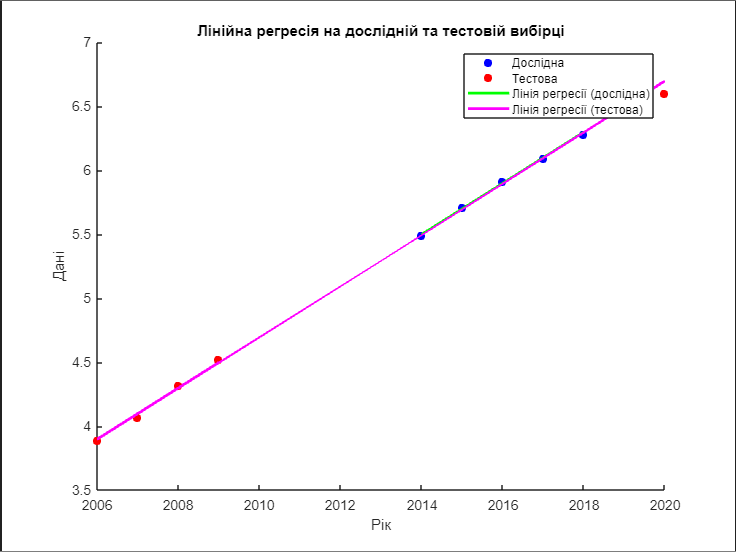 Лінійна регресія на дослідній та тестовій вибірці
Дослідна
Тестова
Лінія регресії (дослідна)
Лінія регресії (тестова)
7
6.5
6
5.5
5
4.5
4
3.5
Дані
2006 2008 2010 2012 2014 2016 2018 2020
Рік